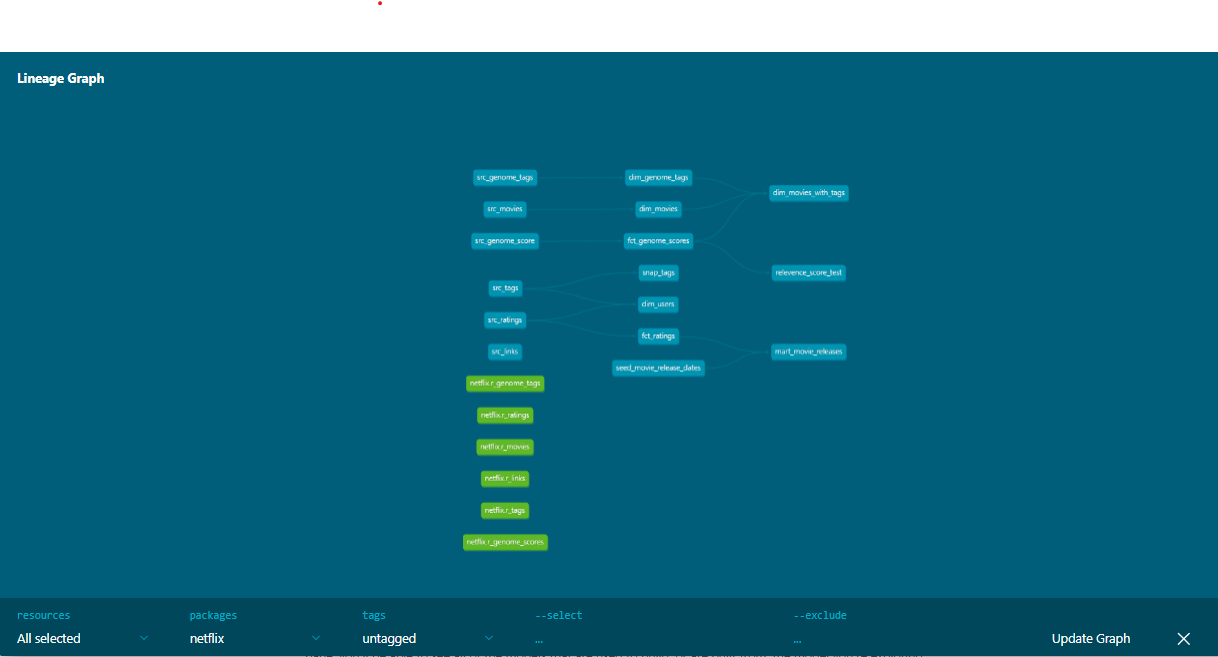 Lineage Graph
src_genome_tags
dim_genome_tags
dim_movies_with_tags
src_movies
dim_movies
src_genome_score
fct_genome_scores
snap_tags
relevence_score_test
src_tags
dim_users
src_ratings
fct_ratings
src_links
mart_movie_releases
seed_movie_release_dates
netflix.r_genome_tags
netflix.r_ratings
netflix.r_movies
netflix.r_links
netflix.r_tags
netflix.r_genome_scores
resources
packages
tags
--select
--exclude
All selected
netflix
untagged
...
...
Update Graph